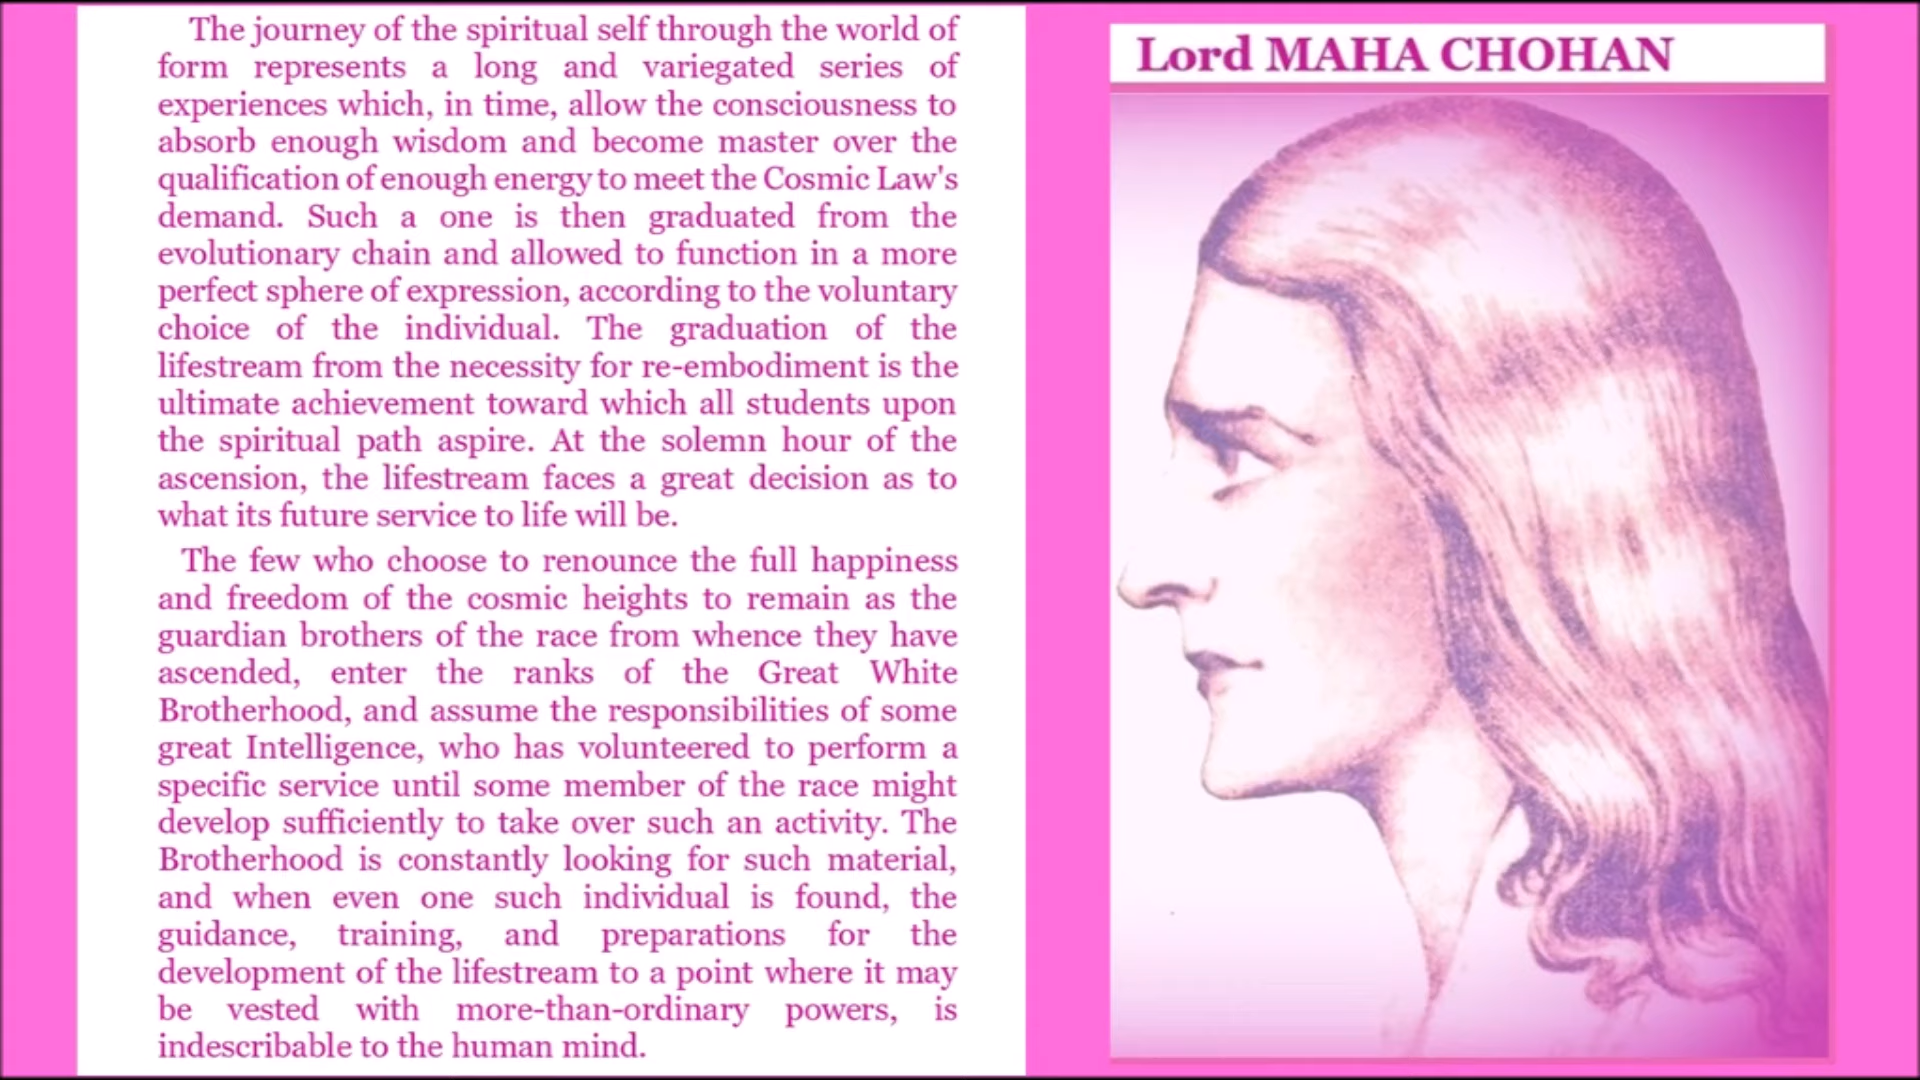 The journey of the spiritual self through the world of
form represents a long and variegated series of
experiences which, in time, allow the consciousness to
absorb enough wisdom and become master over the
qualification of enough energy to meet the Cosmic Law's
demand. Such a one is then graduated from the
evolutionary chain and allowed to function in a more
perfect sphere of expression, according to the voluntary
choice of the individual. The graduation of the
lifestream from the necessity for re-embodiment is the
ultimate achievement toward which all students upon
the spiritual path aspire. At the solemn hour of the
ascension, the lifestream faces a great decision as to
what its future service to life will be.
The few who choose to renounce the full happiness
and freedom of the cosmic heights to remain as the
guardian brothers of the race from whence they have
ascended, enter the ranks of the Great White
Brotherhood, and assume the responsibilities of some
great Intelligence, who has volunteered to perform a
specific service until some member of the race might
develop sufficiently to take over such an activity. The
Brotherhood is constantly looking for such material,
and when even one such individual is found, the
guidance, training, and preparations for the
development of the lifestream to a point where it may
be vested with more-than-ordinary powers, is
indescribable to the human mind.
Lord MAHA CHOHAN